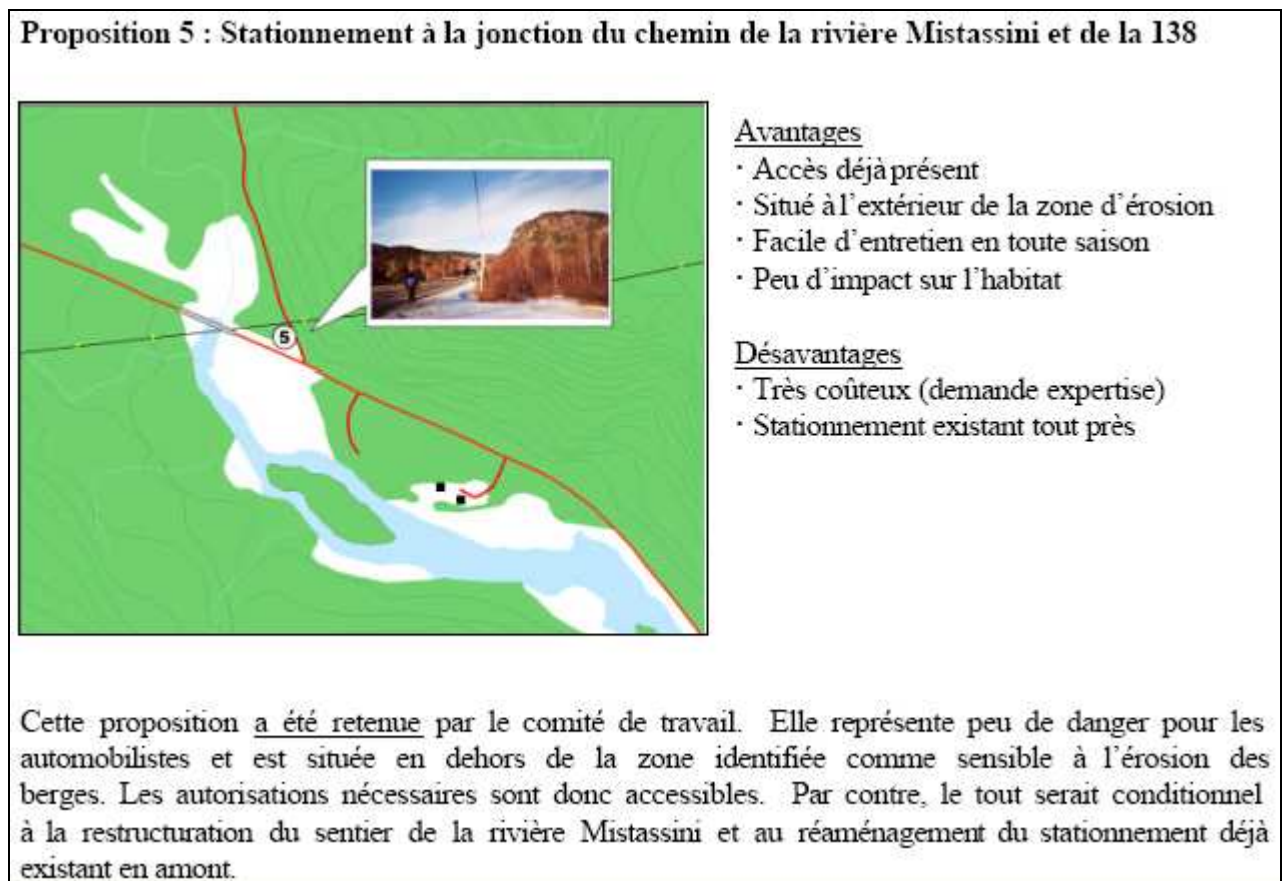 Proposition 5 : Stationnement à la jonction du chemin de la rivière Mistassini et de la 138
5
Avantages
· Accès déjà présent
· Situé à l'extérieur de la zone d'érosion
· Facile d'entretien en toute saison
· Peu d'impact sur l'habitat
Désavantages
· Très coûteux (demande expertise)
· Stationnement existant tout près
Cette proposition a été retenue par le comité de travail. Elle représente peu de danger pour les
automobilistes et est située en dehors de la zone identifiée comme sensible à l'érosion des
berges. Les autorisations nécessaires sont donc accessibles. Par contre, le tout serait conditionnel
à la restructuration du sentier de la rivière Mistassini et au réaménagement du stationnement déjà
existant en amont.